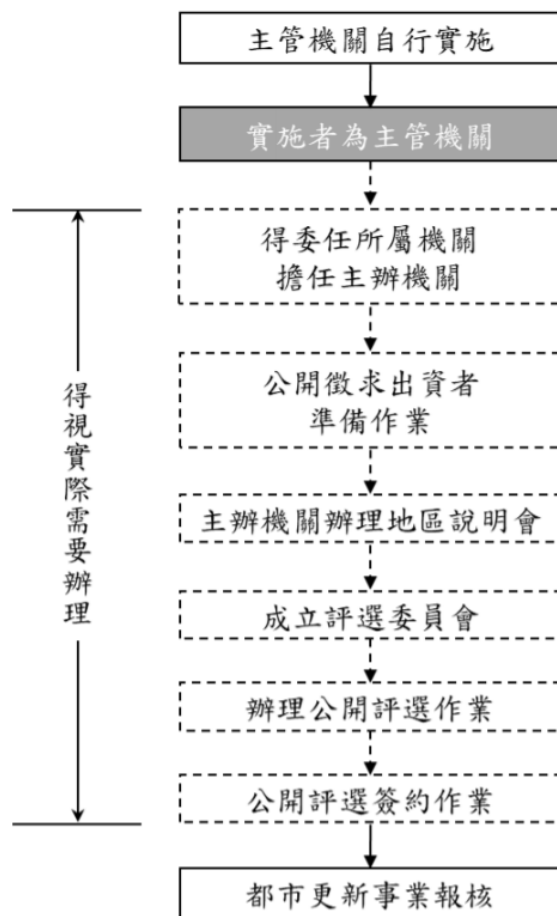 主管機關自行實施
實施者為主管機關
得委任所屬機關
擔任主辦機關
公開徵求出資者
準備作業
主辦機關辦理地區說明會
成立評選委員會
辦理公開評選作業
公開評選簽約作業
都市更新事業報核
得視實際需要辦理